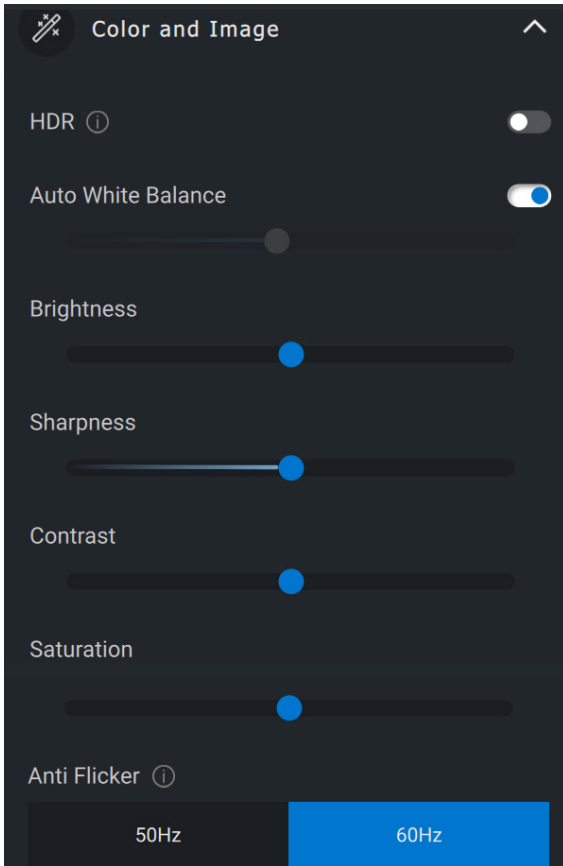 Color and Image
HDR
Auto White Balance
Brightness
Sharpness
Contrast
Saturation
Anti Flicker
50Hz 60Hz